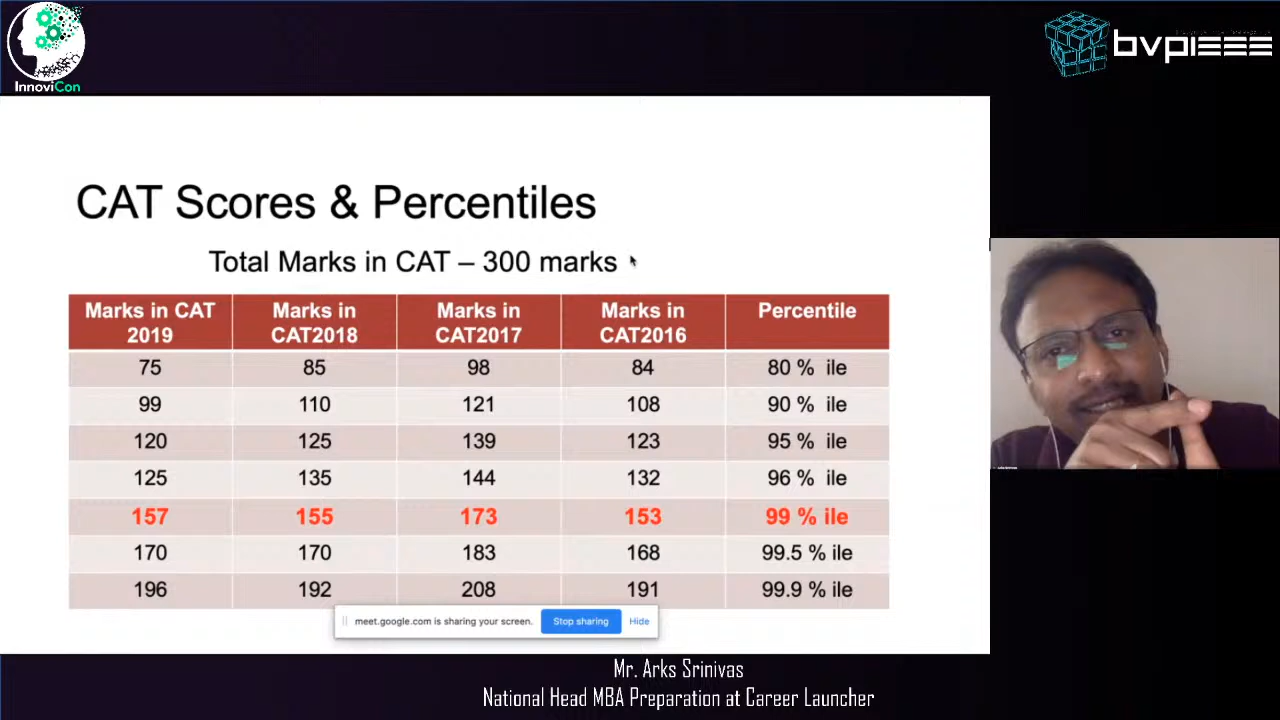 InnoviCon
bvpieee
CAT Scores & Percentiles
Total Marks in CAT – 300 marks
Marks in CAT 2019 Marks in CAT2018 Marks in CAT2017 Marks in CAT2016 Percentile
75 85 98 84 80 % ile
99 110 121 108 90 % ile
120 125 139 123 95 % ile
125 135 144 132 96 % ile
157 155 173 153 99 % ile
170 170 183 168 99.5 % ile
196 192 208 191 99.9 % ile
meet.google.com is sharing your screen. Stop sharing Hide
Mr. Arks Srinivas
National Head MBA Preparation at Career Launcher